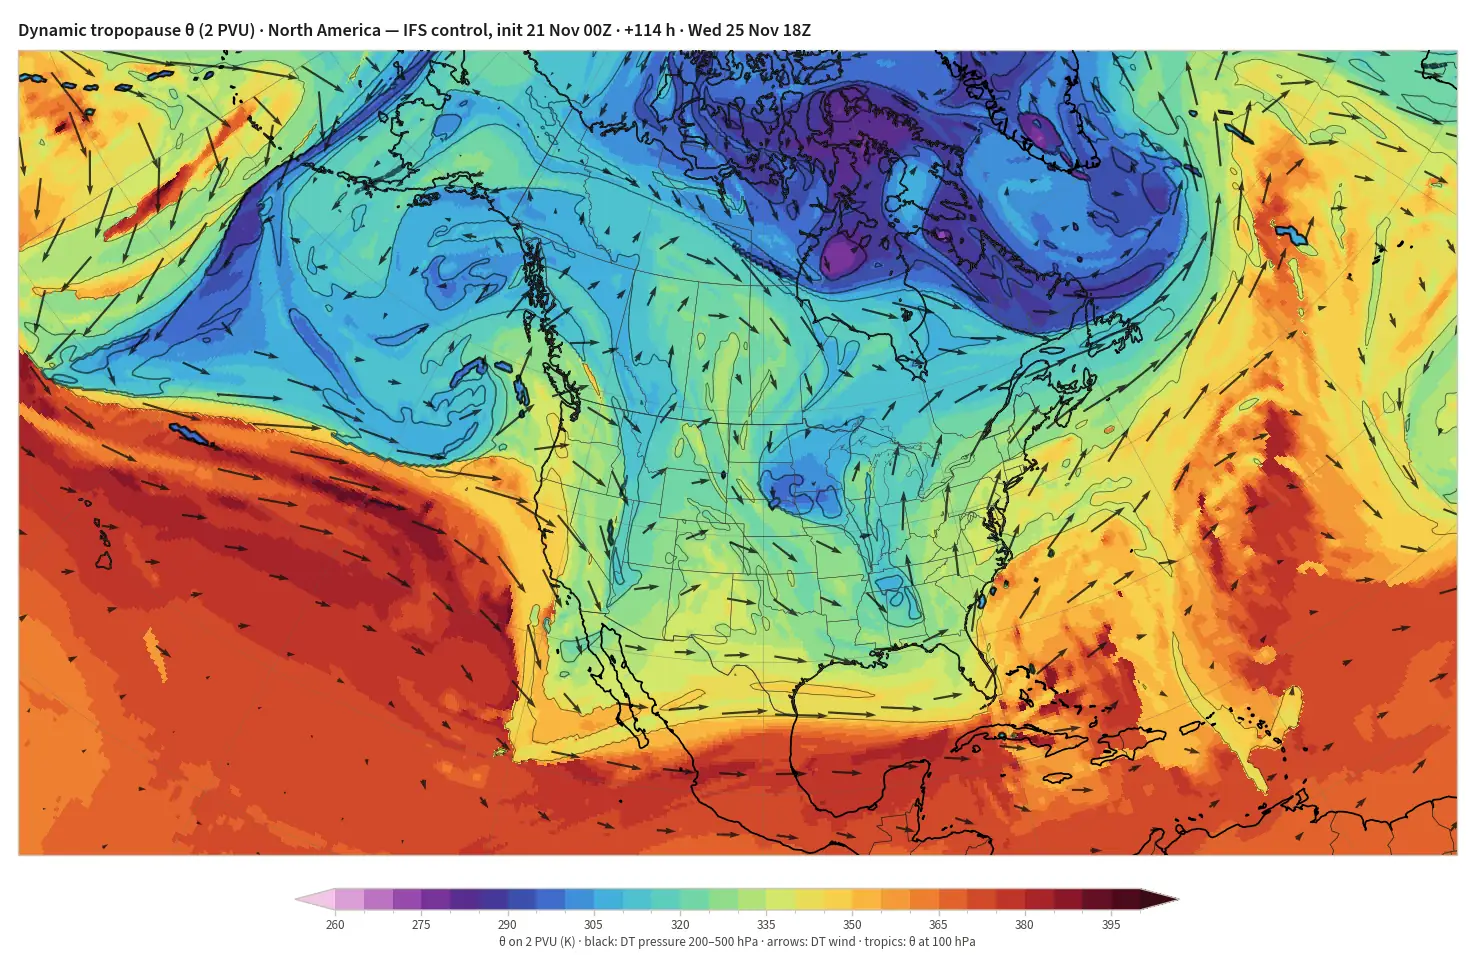 Dynamic tropopause θ (2 PVU) · North America — IFS control, init 21 Nov 00Z · +114 h · Wed 25 Nov 18Z
260 275 290 305 320 335 350 365 380 395
θ on 2 PVU (K) · black: DT pressure 200–500 hPa · arrows: DT wind · tropics: θ at 100 hPa